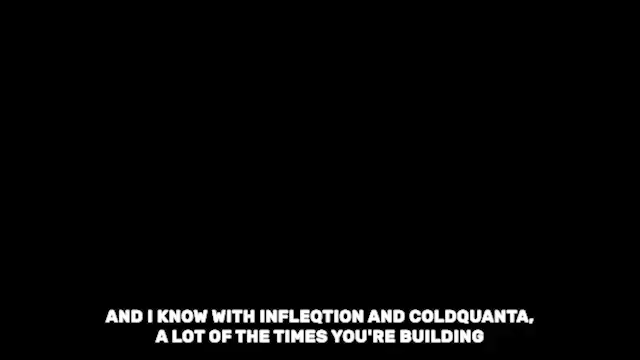 AND I KNOW WITH INFLEQTION AND COLDQUANTA,
A LOT OF THE TIMES YOU'RE BUILDING